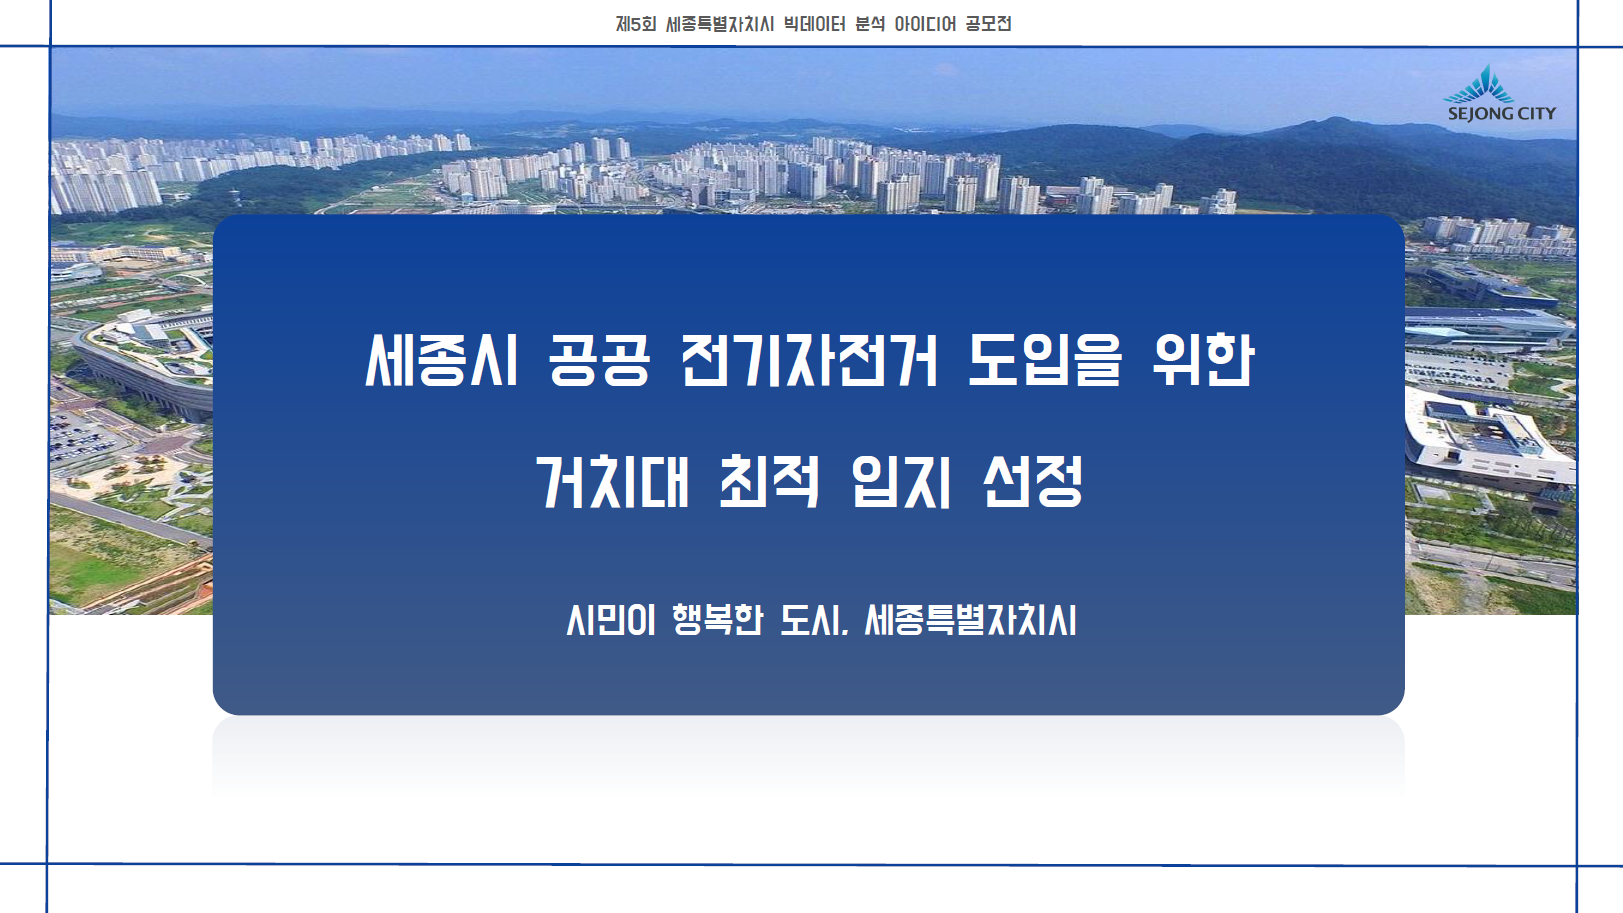 제5회 세종특별자치시 빅데이터 분석 아이디어 공모전
SEJONG CITY
세종시 공공 전기자전거 도입을 위한
거치대 최적 입지 선정
시민이 행복한 도시, 세종특별자치시